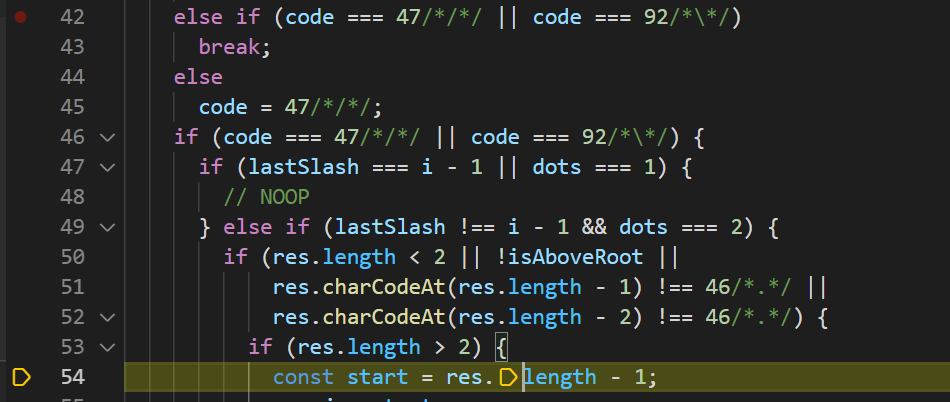 42 else if (code === 47/*/*/ || code === 92/*\*/)
43 break;
44 else
45 code = 47/*/*/;
46 if (code === 47/*/*/ || code === 92/*\*/) {
47 if (lastSlash === i - 1 || dots === 1) {
48 // NOOP
49 } else if (lastSlash !== i - 1 && dots === 2) {
50 if (res.length < 2 || !isAboveRoot ||
51 res.charCodeAt(res.length - 1) !== 46/*.*/ ||
52 res.charCodeAt(res.length - 2) !== 46/*.*/) {
53 if (res.length > 2) {
54 const start = res.length - 1;